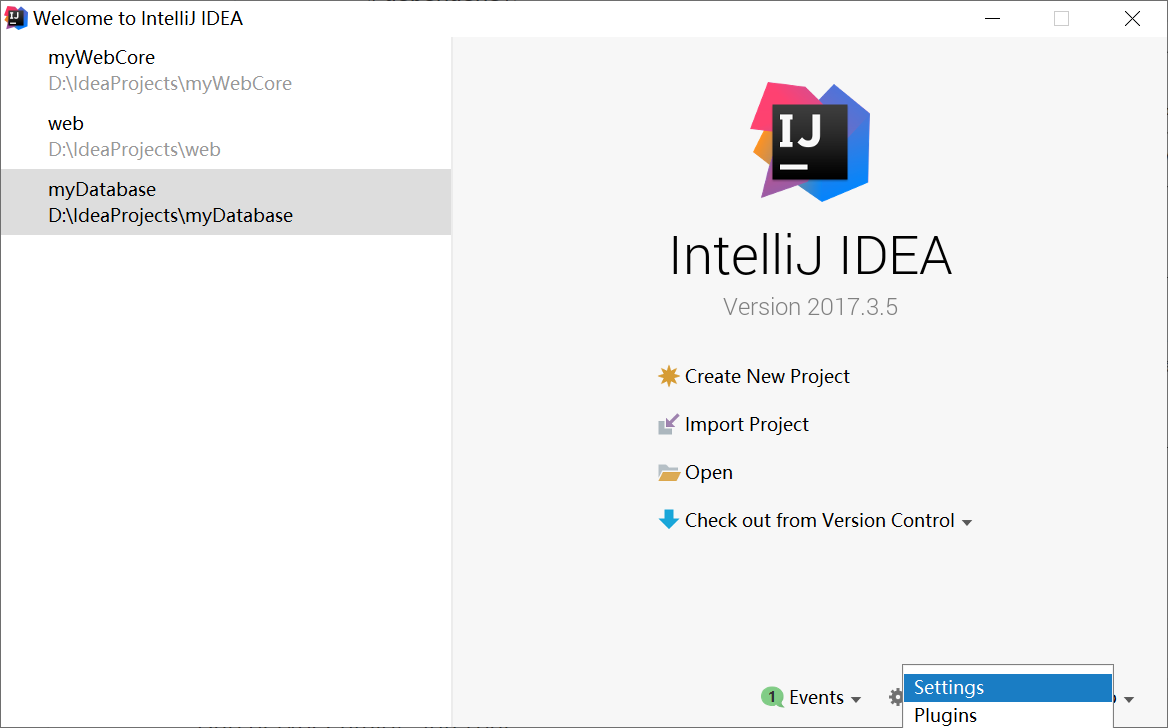 Welcome to IntelliJ IDEA
myWebCore
D:\IdeaProjects\myWebCore
web
D:\IdeaProjects\web
myDatabase
D:\IdeaProjects\myDatabase
IJ
IntelliJ IDEA
Version 2017.3.5
Create New Project
Import Project
Open
Check out from Version Control
1 Events
Settings
Plugins